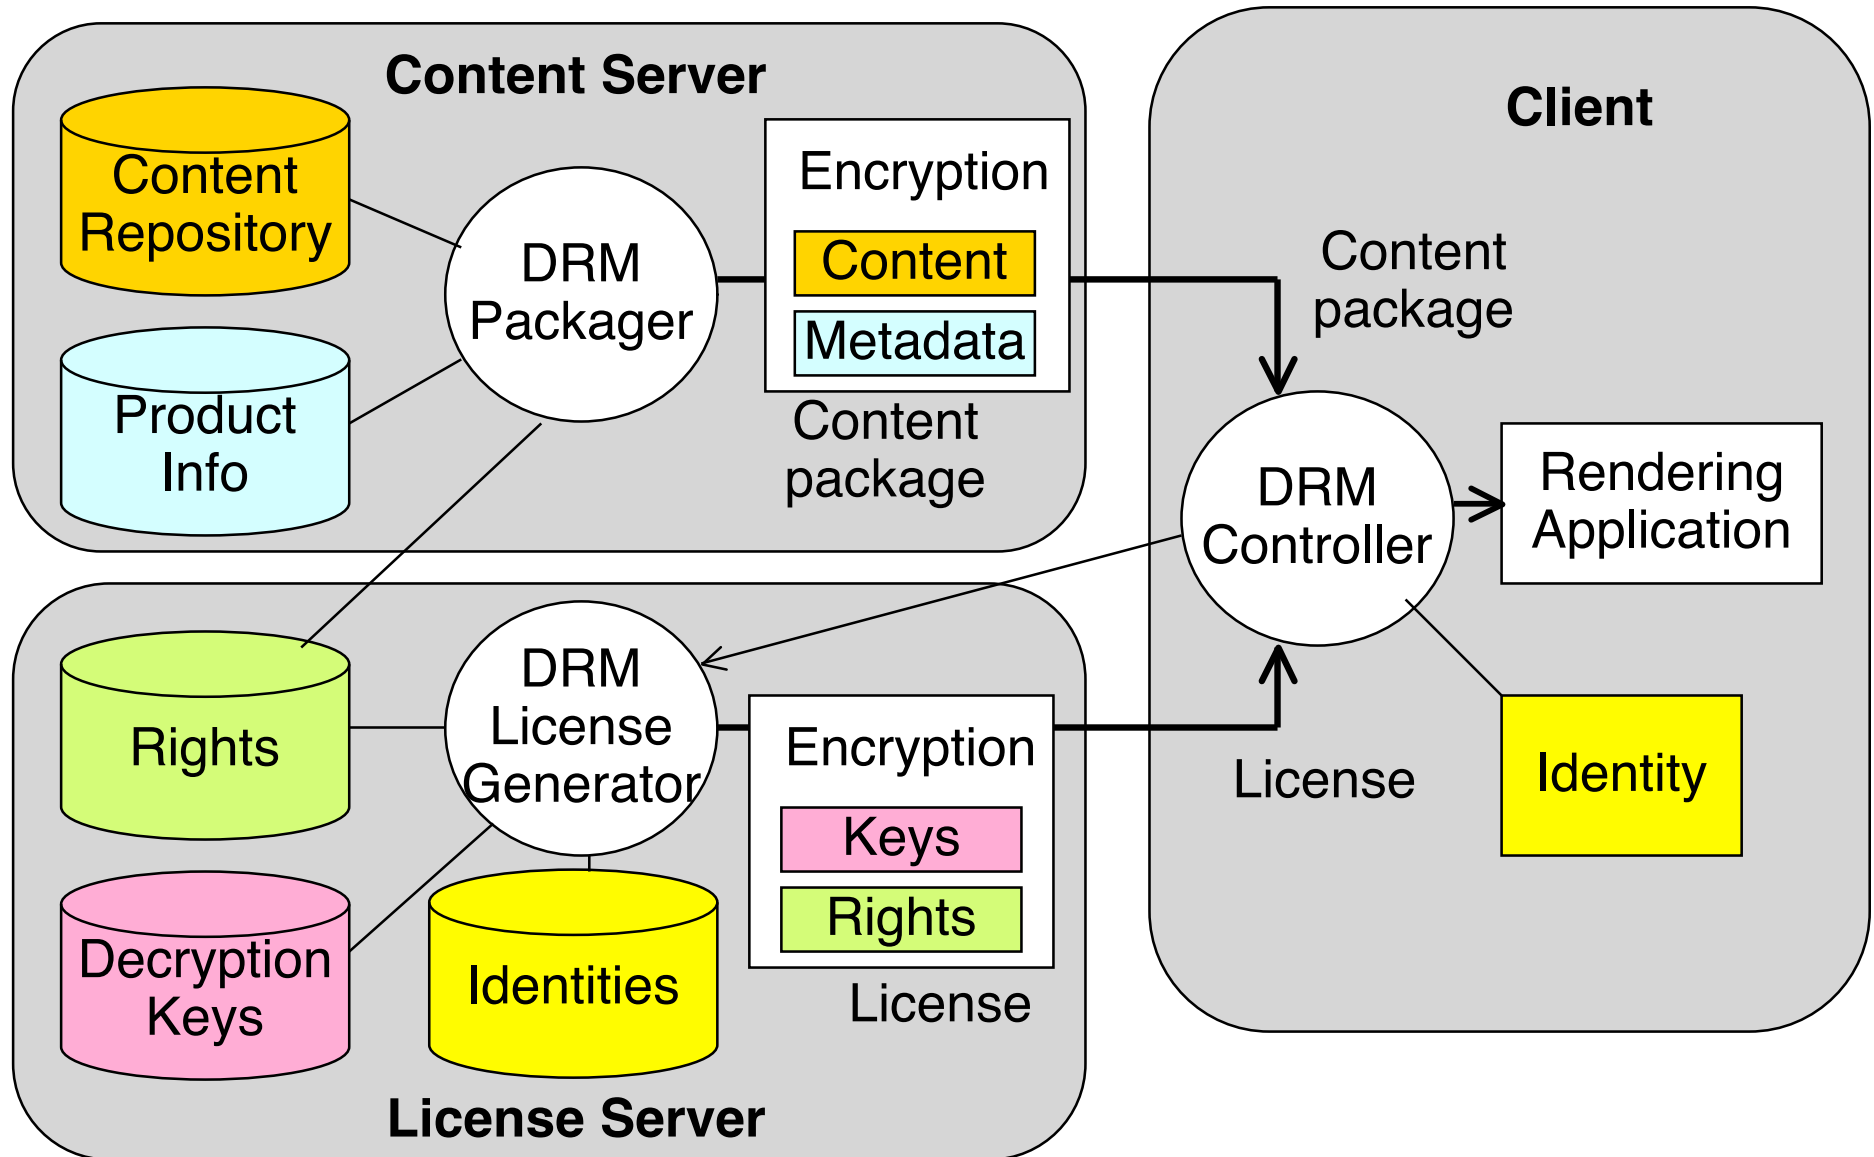 Content Server
Content
Repository
Product
Info
DRM
Packager
Encryption
Content
Metadata
Content
package
Client
Content
package
DRM
Controller
Rendering
Application
Identity
License
Rights
Decryption
Keys
DRM
License
Generator
Identities
Encryption
Keys
Rights
License
License Server